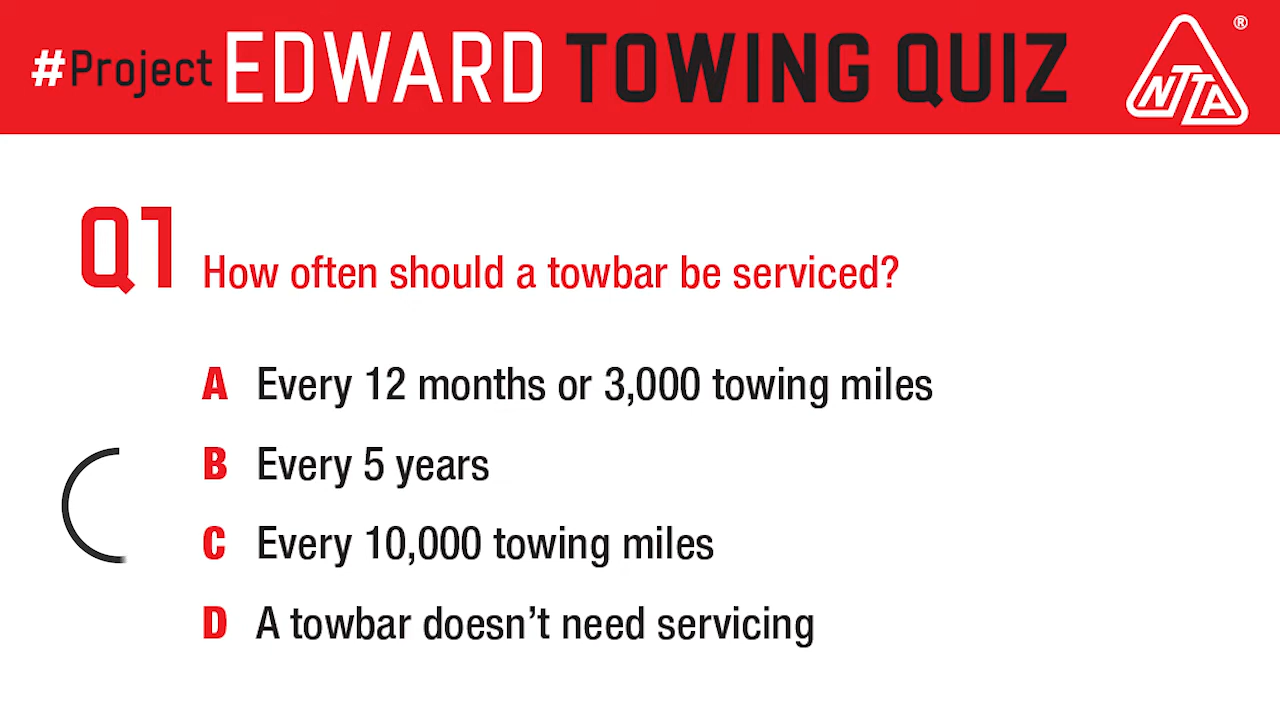 #Project EDWARD TOWING QUIZ
NTTA ®
Q1 How often should a towbar be serviced?
A Every 12 months or 3,000 towing miles
B Every 5 years
C Every 10,000 towing miles
D A towbar doesn’t need servicing